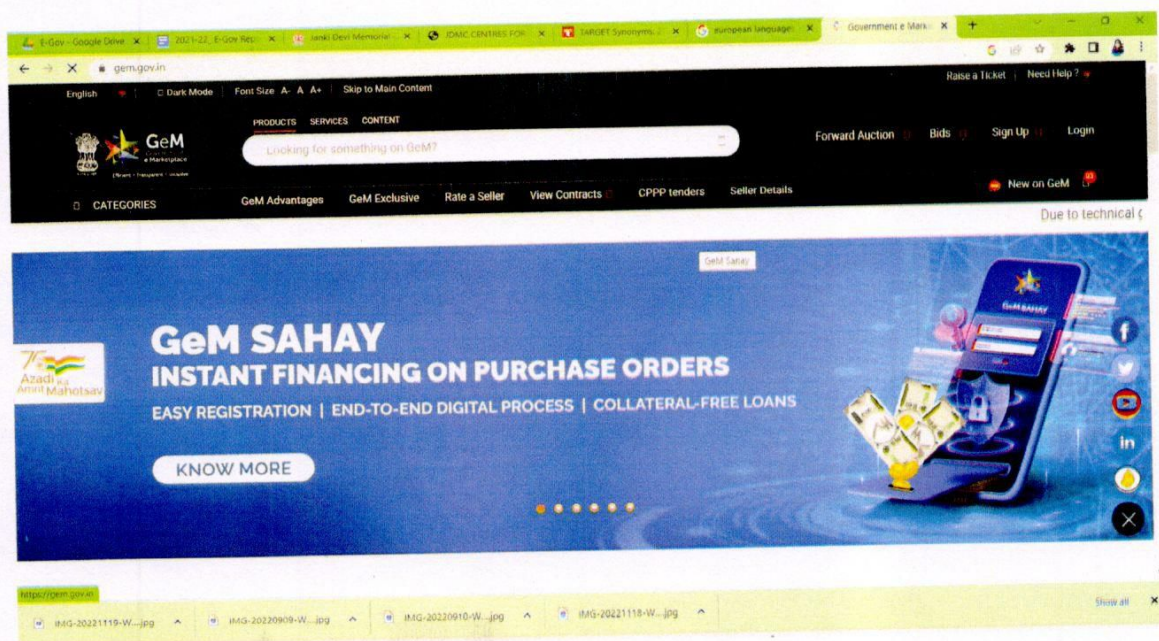 E-Gov - Google Drive
2021-22_ E-Gov Rep
Janki Devi Memorial
JDMC CENTRES FOR
TARGET Synonyms:
european languages
Government e Mark
gem.gov.in
Raise a Ticket | Need Help ?
English Dark Mode Font Size A- A A+ Skip to Main Content
PRODUCTS SERVICES CONTENT
GeM
e Marketplace
Looking for something on GeM?
Forward Auction Bids Sign Up Login
CATEGORIES GeM Advantages GeM Exclusive Rate a Seller View Contracts CPPP tenders Seller Details New on GeM
Due to technical
GeM Sahay
GeM SAHAY
INSTANT FINANCING ON PURCHASE ORDERS
EASY REGISTRATION | END-TO-END DIGITAL PROCESS | COLLATERAL-FREE LOANS
KNOW MORE
Azadi Ka
Amrit Mahotsav
GeM SAHAY
f
in
https://gem.gov.in
IMG-20221119-W....jpg IMG-20220909-W....jpg IMG-20220910-W....jpg IMG-20221118-W....jpg Show all